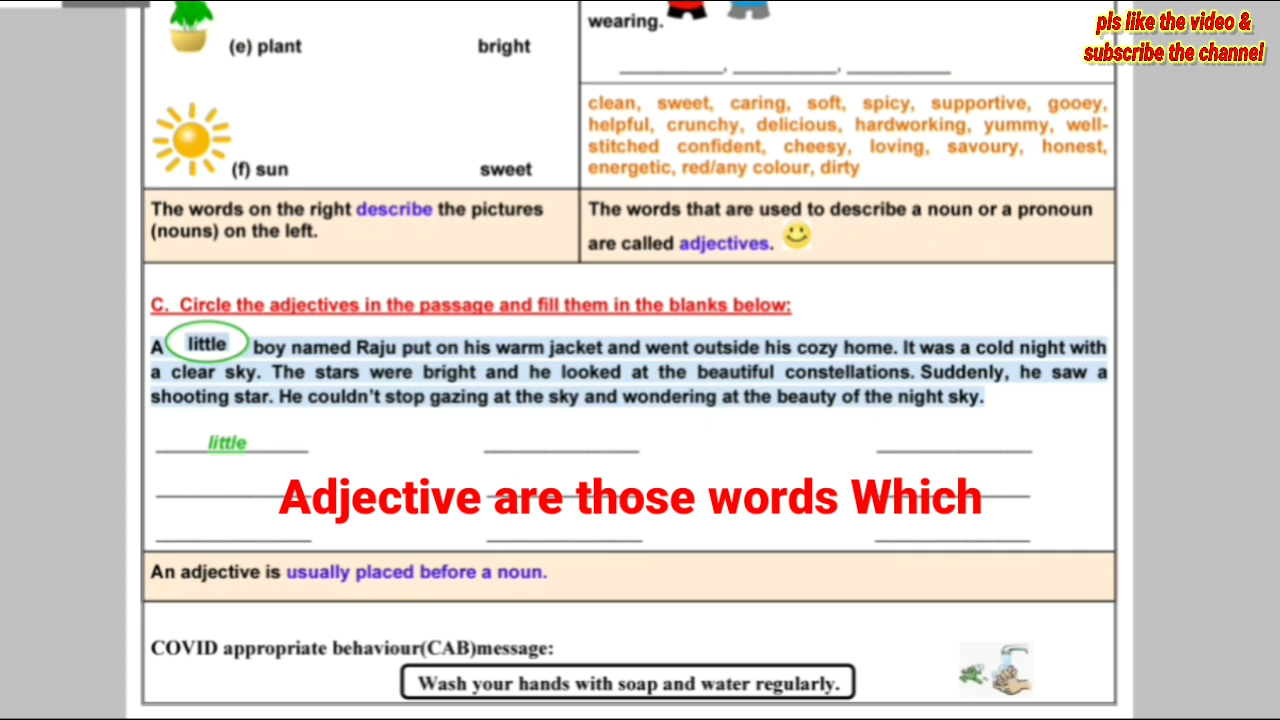 (e) plant bright
(f) sun sweet
wearing.
__________, __________, __________
clean, sweet, caring, soft, spicy, supportive, gooey,
helpful, crunchy, delicious, hardworking, yummy, well-
stitched confident, cheesy, loving, savoury, honest,
energetic, red/any colour, dirty
pls like the video &
subscribe the channel
The words on the right describe the pictures
(nouns) on the left.
The words that are used to describe a noun or a pronoun
are called adjectives.
C. Circle the adjectives in the passage and fill them in the blanks below:
A little boy named Raju put on his warm jacket and went outside his cozy home. It was a cold night with
a clear sky. The stars were bright and he looked at the beautiful constellations. Suddenly, he saw a
shooting star. He couldn't stop gazing at the sky and wondering at the beauty of the night sky.
little
Adjective are those words Which
An adjective is usually placed before a noun.
COVID appropriate behaviour(CAB)message:
Wash your hands with soap and water regularly.